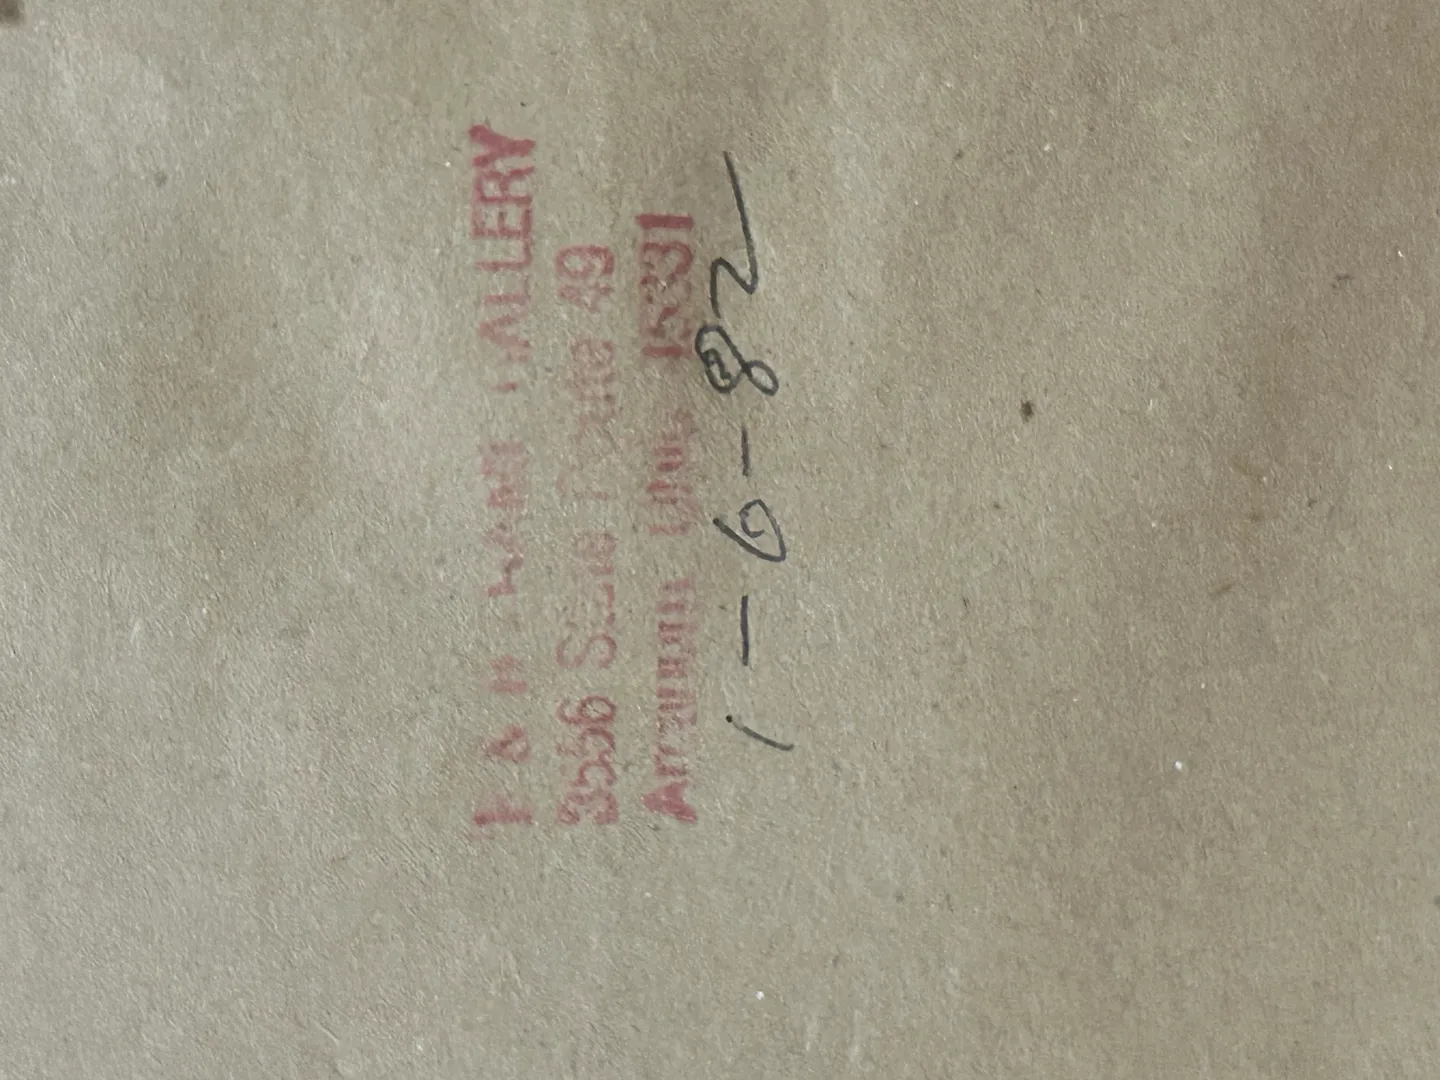 GALLERY
3556 State Route 49
Arcanum Ohio 45331
1-6-82